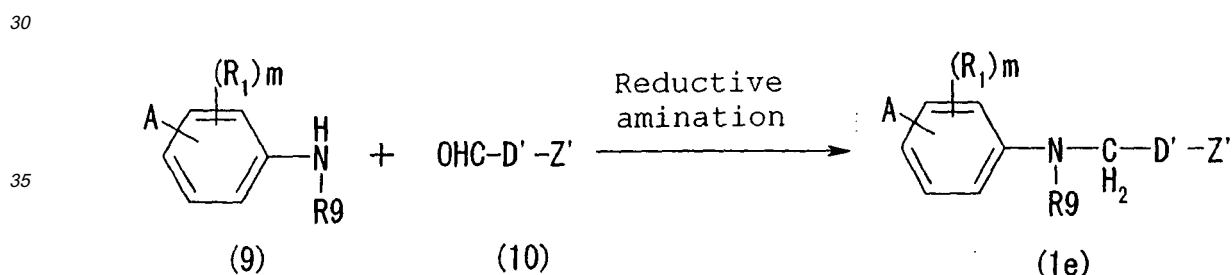 30
(R₁)m (R₁)m
A H Reductive A
N + OHC-D'-Z' amination N-C-D'-Z'
35 R9 R9 H₂
(9) (10) (1e)